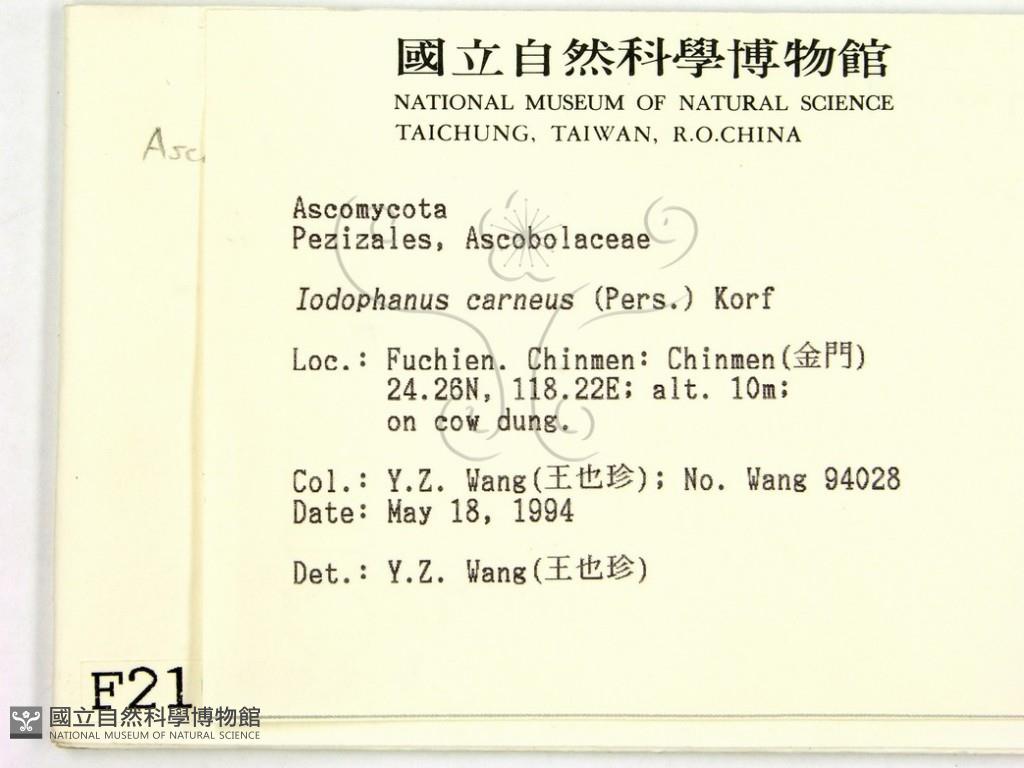 國立自然科學博物館
NATIONAL MUSEUM OF NATURAL SCIENCE
TAICHUNG, TAIWAN, R.O.CHINA
Asc
Ascomycota
Pezizales, Ascobolaceae
Iodophanus carneus (Pers.) Korf
Loc.: Fuchien. Chinmen: Chinmen(金門)
24.26N, 118.22E; alt. 10m;
on cow dung.
Col.: Y.Z. Wang(王也珍); No. Wang 94028
Date: May 18, 1994
Det.: Y.Z. Wang(王也珍)
F21
國立自然科學博物館
NATIONAL MUSEUM OF NATURAL SCIENCE